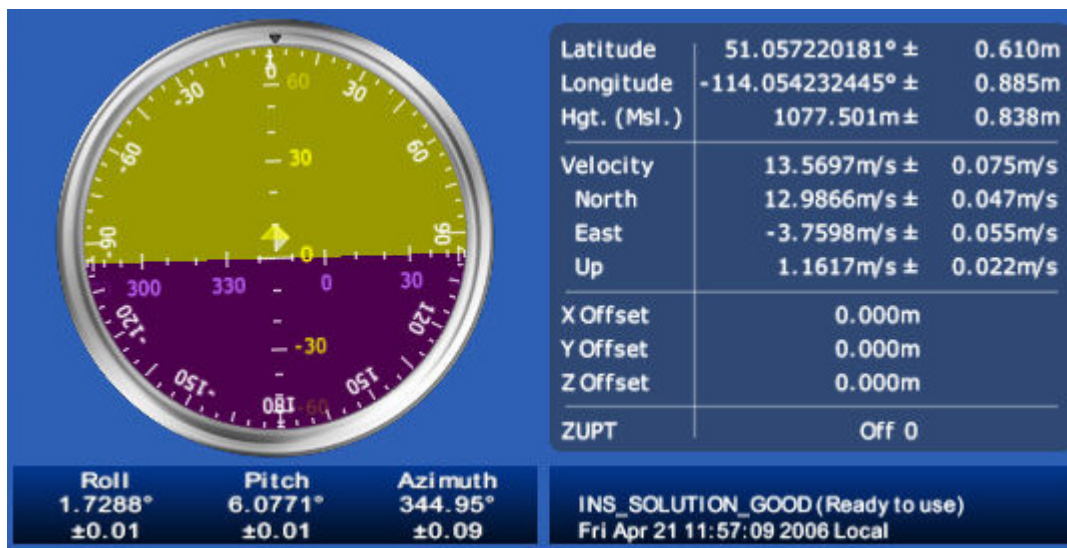 0
60
-30
30
-60
30
60
-90
90
0
300
330
0
30
-120
120
-30
-150
150
180
-60
Latitude 51.057220181° ± 0.610m
Longitude -114.054232445° ± 0.885m
Hgt. (Msl.) 1077.501m± 0.838m
Velocity 13.5697m/s ± 0.075m/s
North 12.9866m/s ± 0.047m/s
East -3.7598m/s ± 0.055m/s
Up 1.1617m/s ± 0.022m/s
X Offset 0.000m
Y Offset 0.000m
Z Offset 0.000m
ZUPT Off 0
Roll Pitch Azimuth
1.7288° 6.0771° 344.95°
±0.01 ±0.01 ±0.09
INS_SOLUTION_GOOD (Ready to use)
Fri Apr 21 11:57:09 2006 Local